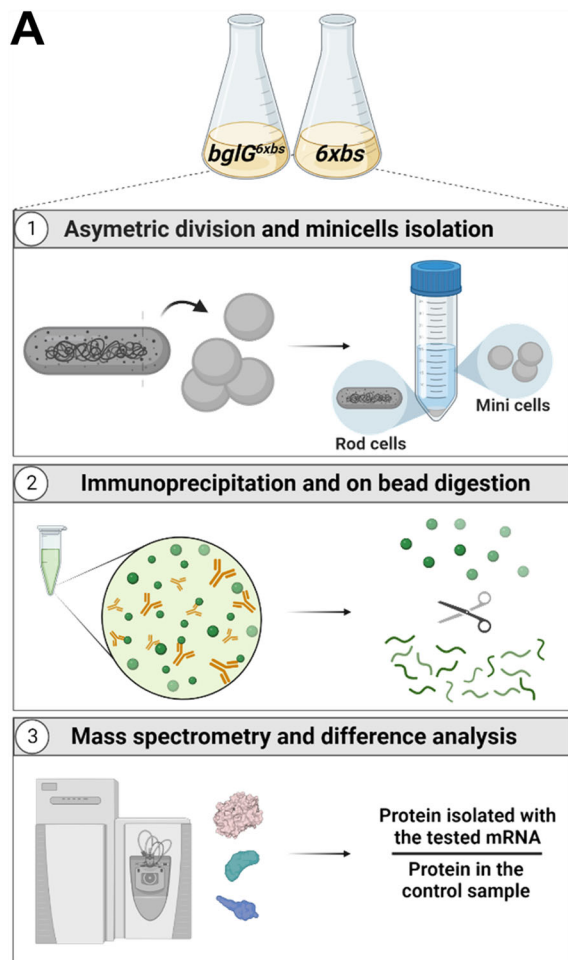 A
bglG6xbs
6xbs
1
Asymetric division and minicells isolation
Mini cells
Rod cells
2
Immunoprecipitation and on bead digestion
3
Mass spectrometry and difference analysis
Protein isolated with
the tested mRNA
Protein in the
control sample